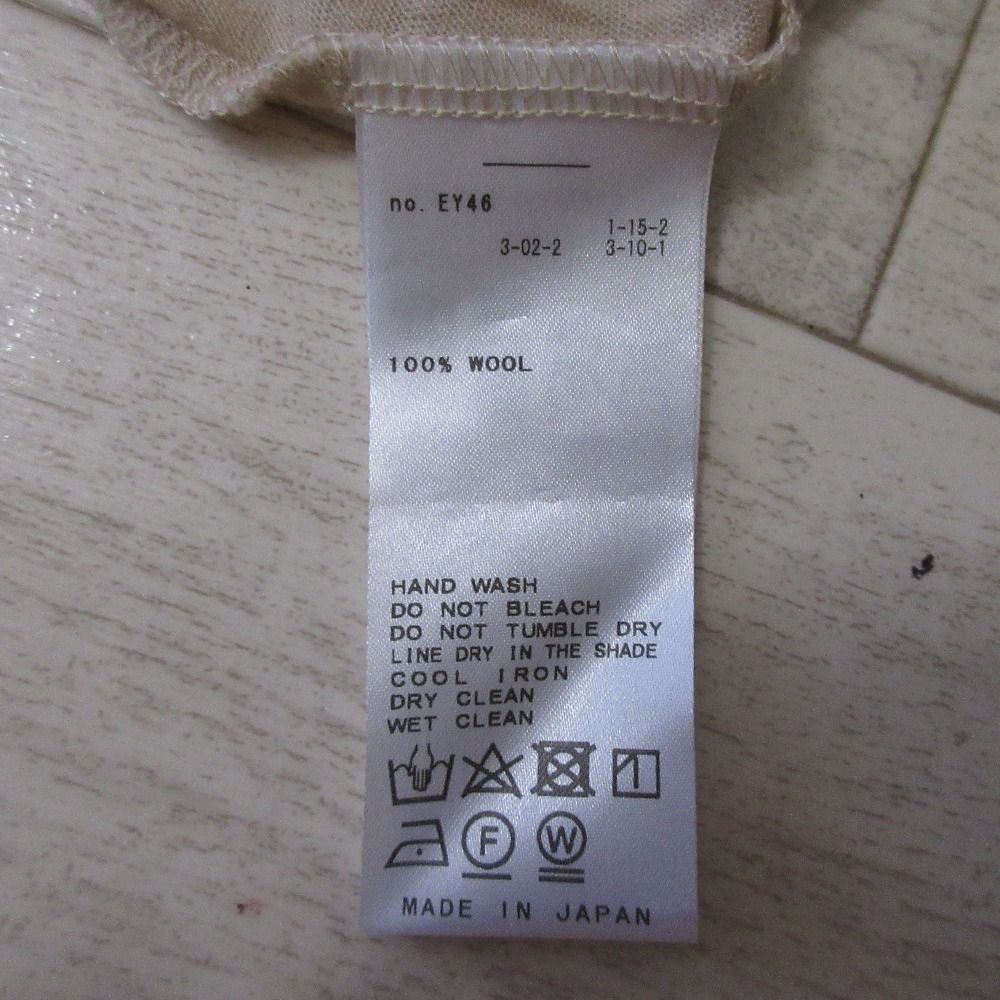 no. EY46
1-15-2
3-02-2 3-10-1
100% WOOL
HAND WASH
DO NOT BLEACH
DO NOT TUMBLE DRY
LINE DRY IN THE SHADE
COOL IRON
DRY CLEAN
WET CLEAN
F W
MADE IN JAPAN